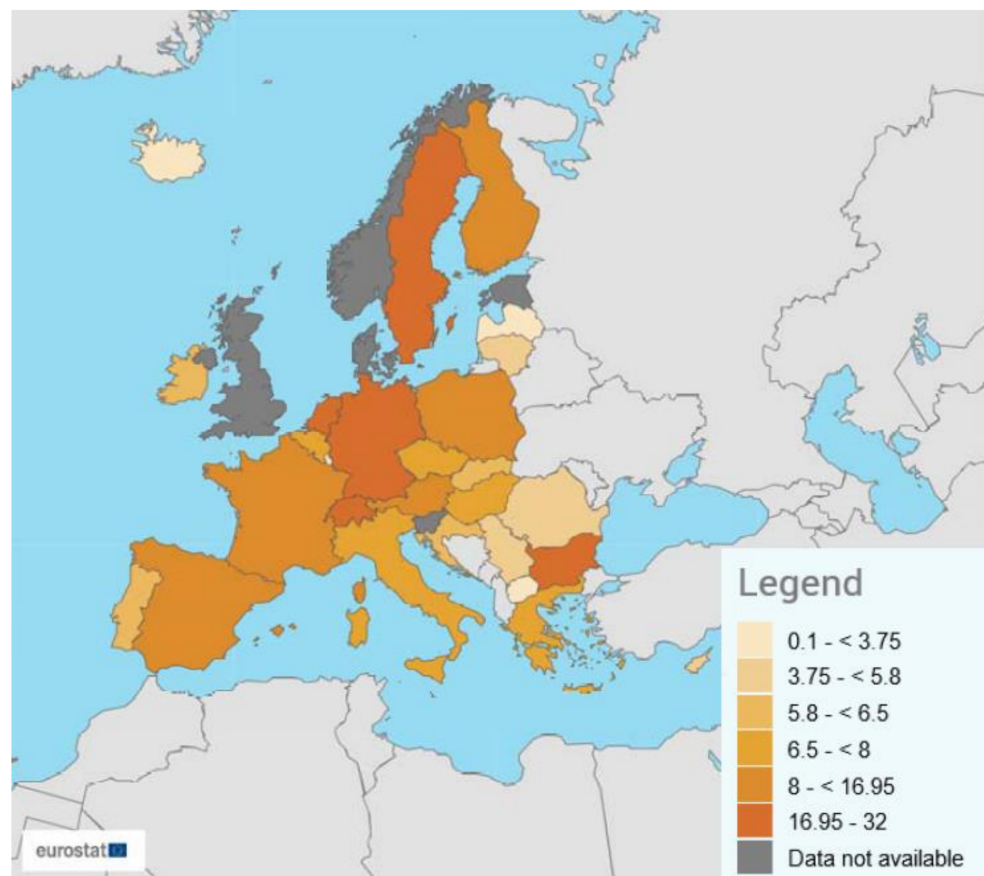 Legend
0.1 - < 3.75
3.75 - < 5.8
5.8 - < 6.5
6.5 - < 8
8 - < 16.95
16.95 - 32
Data not available
eurostat